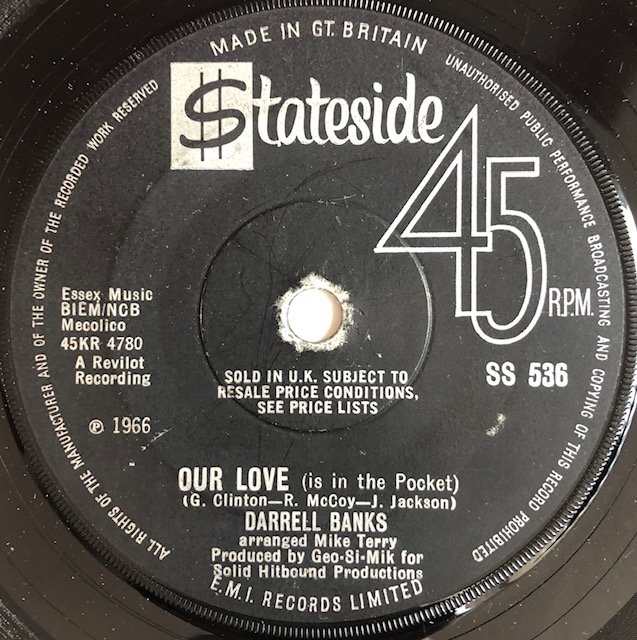 MADE IN GT. BRITAIN
UNAUTHORISED PUBLIC PERFORMANCE BROADCASTING AND COPYING OF THIS RECORD PROHIBITED
ALL RIGHTS OF THE MANUFACTURER AND OF THE OWNER OF THE RECORDED WORK RESERVED
$tateside
45 R.P.M.
Essex Music
BIEM/NCB
Mecolico
45KR 4780
A Revilot
Recording
℗ 1966
SOLD IN U.K. SUBJECT TO
RESALE PRICE CONDITIONS,
SEE PRICE LISTS
SS 536
OUR LOVE (is in the Pocket)
(G. Clinton—R. McCoy—J. Jackson)
DARRELL BANKS
arranged Mike Terry
Produced by Geo-Si-Mik for
Solid Hitbound Productions
E.M.I. RECORDS LIMITED